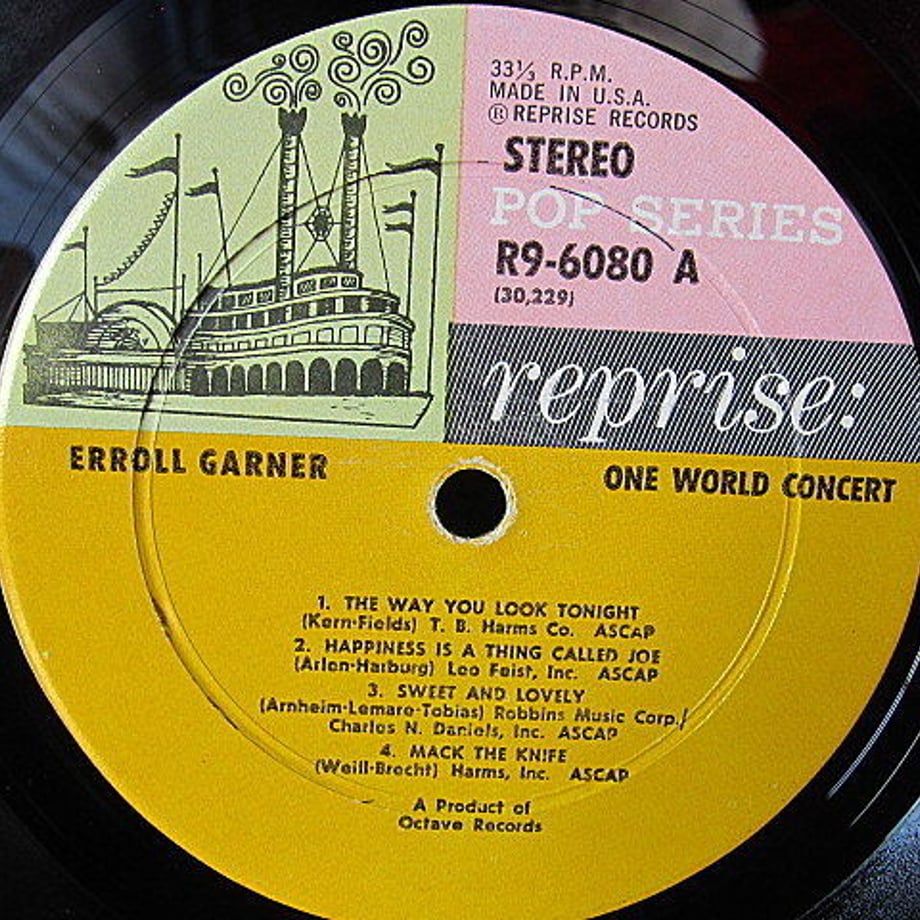 33⅓ R.P.M.
MADE IN U.S.A.
Ⓡ REPRISE RECORDS
STEREO
POP SERIES
R9-6080 A
(30,229)
reprise:
ERROLL GARNER
ONE WORLD CONCERT
1. THE WAY YOU LOOK TONIGHT
(Kern-Fields) T. B. Harms Co. ASCAP
2. HAPPINESS IS A THING CALLED JOE
(Arlen-Harburg) Leo Feist, Inc. ASCAP
3. SWEET AND LOVELY
(Arnheim-Lemare-Tobias) Robbins Music Corp./
Charles N. Daniels, Inc. ASCAP
4. MACK THE KNIFE
(Weill-Brecht) Harms, Inc. ASCAP
A Product of
Octave Records